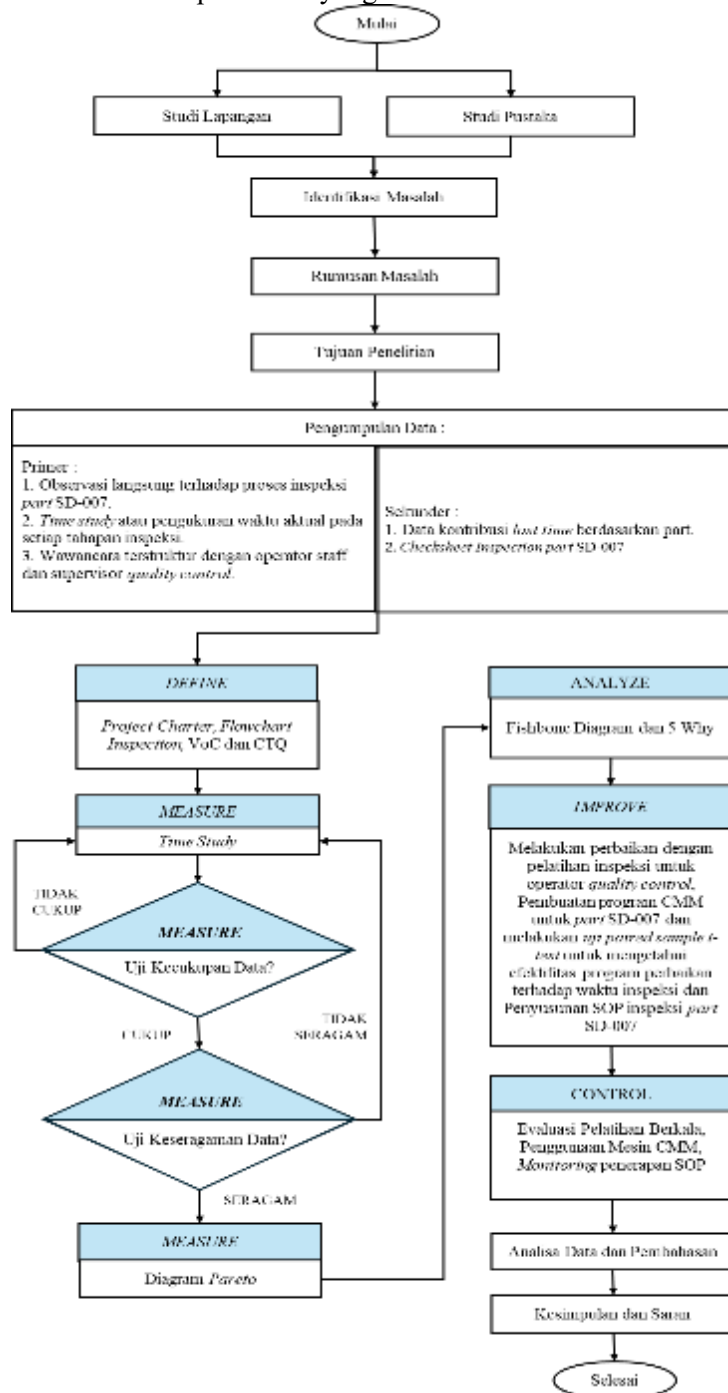 Mulai
Studi Lapangan
Studi Pustaka
Identifikasi Masalah
Rumusan Masalah
Tujuan Penelitian
Pengumpulan Data :
Primer :
1. Observasi langsung terhadap proses inspeksi
part SD-007.
2. Time study atau pengukuran waktu aktual pada
setiap tahapan inspeksi.
3. Wawancara terstruktur dengan operator staff
dan supervisor quality control.
Sekunder :
1. Data kontribusi lost time berdasarkan part.
2. Checksheet Inspection part SD-007
DEFINE
Project Charter, Flowchart
Inspection, VoC dan CTQ
MEASURE
Time Study
TIDAK
CUKUP
MEASURE
Uji Kecukupan Data?
CUKUP
TIDAK
SERAGAM
MEASURE
Uji Keseragaman Data?
SERAGAM
MEASURE
Diagram Pareto
ANALYZE
Fishbone Diagram dan 5 Why
IMPROVE
Melakukan perbaikan dengan
pelatihan inspeksi untuk
operator quality control,
Pembuatan program CMM
untuk part SD-007 dan
melakukan uji paired sample t-
test untuk mengetahui
efektifitas program perbaikan
terhadap waktu inspeksi dan
Penyusunan SOP inspeksi part
SD-007
CONTROL
Evaluasi Pelatihan Berkala,
Penggunaan Mesin CMM,
Monitoring penerapan SOP
Analisa Data dan Pembahasan
Kesimpulan dan Saran
Selesai